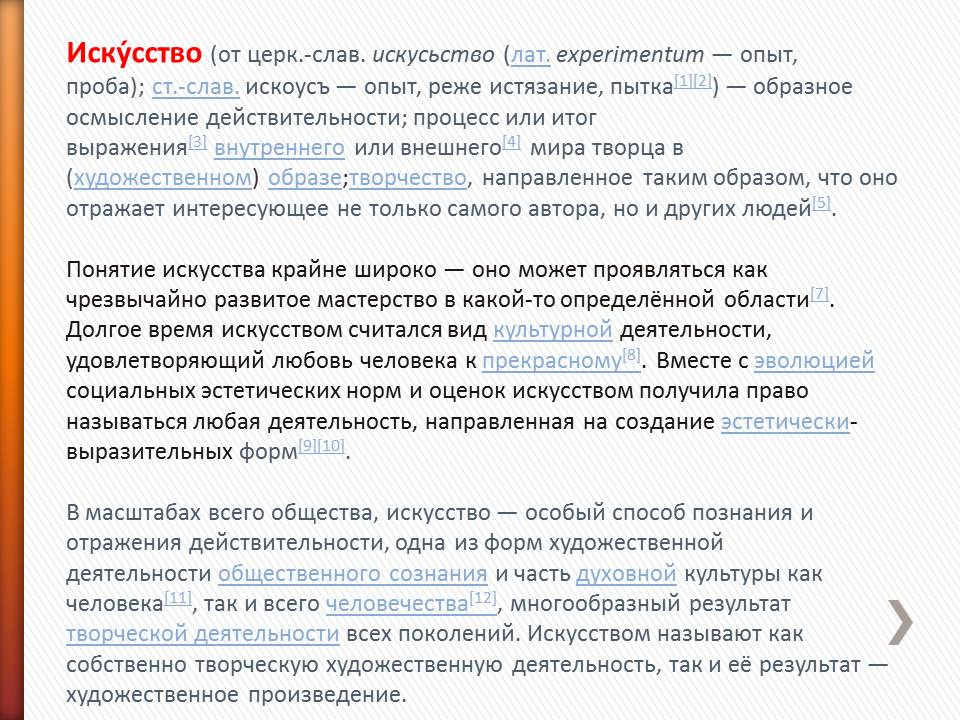 Иску́сство (от церк.-слав. искусьство (лат. experimentum — опыт,
проба); ст.-слав. искоусъ — опыт, реже истязание, пытка[1][2]) — образное
осмысление действительности; процесс или итог
выражения[3] внутреннего или внешнего[4] мира творца в
(художественном) образе;творчество, направленное таким образом, что оно
отражает интересующее не только самого автора, но и других людей[5].
Понятие искусства крайне широко — оно может проявляться как
чрезвычайно развитое мастерство в какой-то определённой области[7].
Долгое время искусством считался вид культурной деятельности,
удовлетворяющий любовь человека к прекрасному[8]. Вместе с эволюцией
социальных эстетических норм и оценок искусством получила право
называться любая деятельность, направленная на создание эстетически-
выразительных форм[9][10].
В масштабах всего общества, искусство — особый способ познания и
отражения действительности, одна из форм художественной
деятельности общественного сознания и часть духовной культуры как
человека[11], так и всего человечества[12], многообразный результат
творческой деятельности всех поколений. Искусством называют как
собственно творческую художественную деятельность, так и её результат —
художественное произведение.